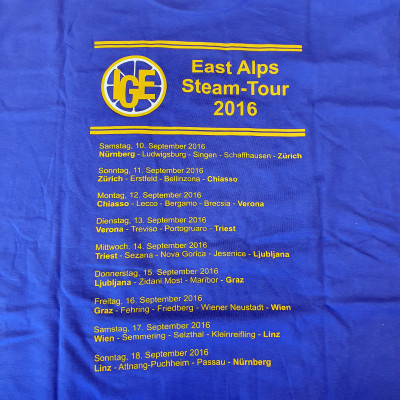 IGE
East Alps
Steam-Tour
2016
Samstag, 10. September 2016
Nürnberg - Ludwigsburg - Singen - Schaffhausen - Zürich
Sonntag, 11. September 2016
Zürich - Erstfeld - Bellinzona - Chiasso
Montag, 12. September 2016
Chiasso - Lecco - Bergamo - Brecsia - Verona
Dienstag, 13. September 2016
Verona - Treviso - Portogruaro - Triest
Mittwoch, 14. September 2016
Triest - Sezana - Nova Gorica - Jesenice - Ljubljana
Donnerstag, 15. September 2016
Ljubljana - Zidani Most - Maribor - Graz
Freitag, 16. September 2016
Graz - Fehring - Friedberg - Wiener Neustadt - Wien
Samstag, 17. September 2016
Wien - Semmering - Selzthal - Kleinreifling - Linz
Sonntag, 18. September 2016
Linz - Attnang-Puchheim - Passau - Nürnberg